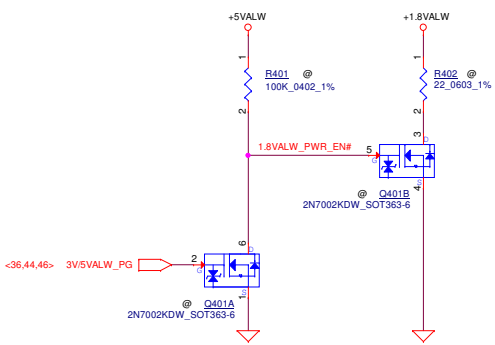 +5VALW
+1.8VALW
1
1
R401 @
100K_0402_1%
R402 @
22_0603_1%
2
2
3
D
1.8VALW_PWR_EN#
5
G
S
4
@ Q401B
2N7002KDW_SOT363-6
6
D
<36,44,46> 3V/5VALW_PG
2
G
S
1
@ Q401A
2N7002KDW_SOT363-6